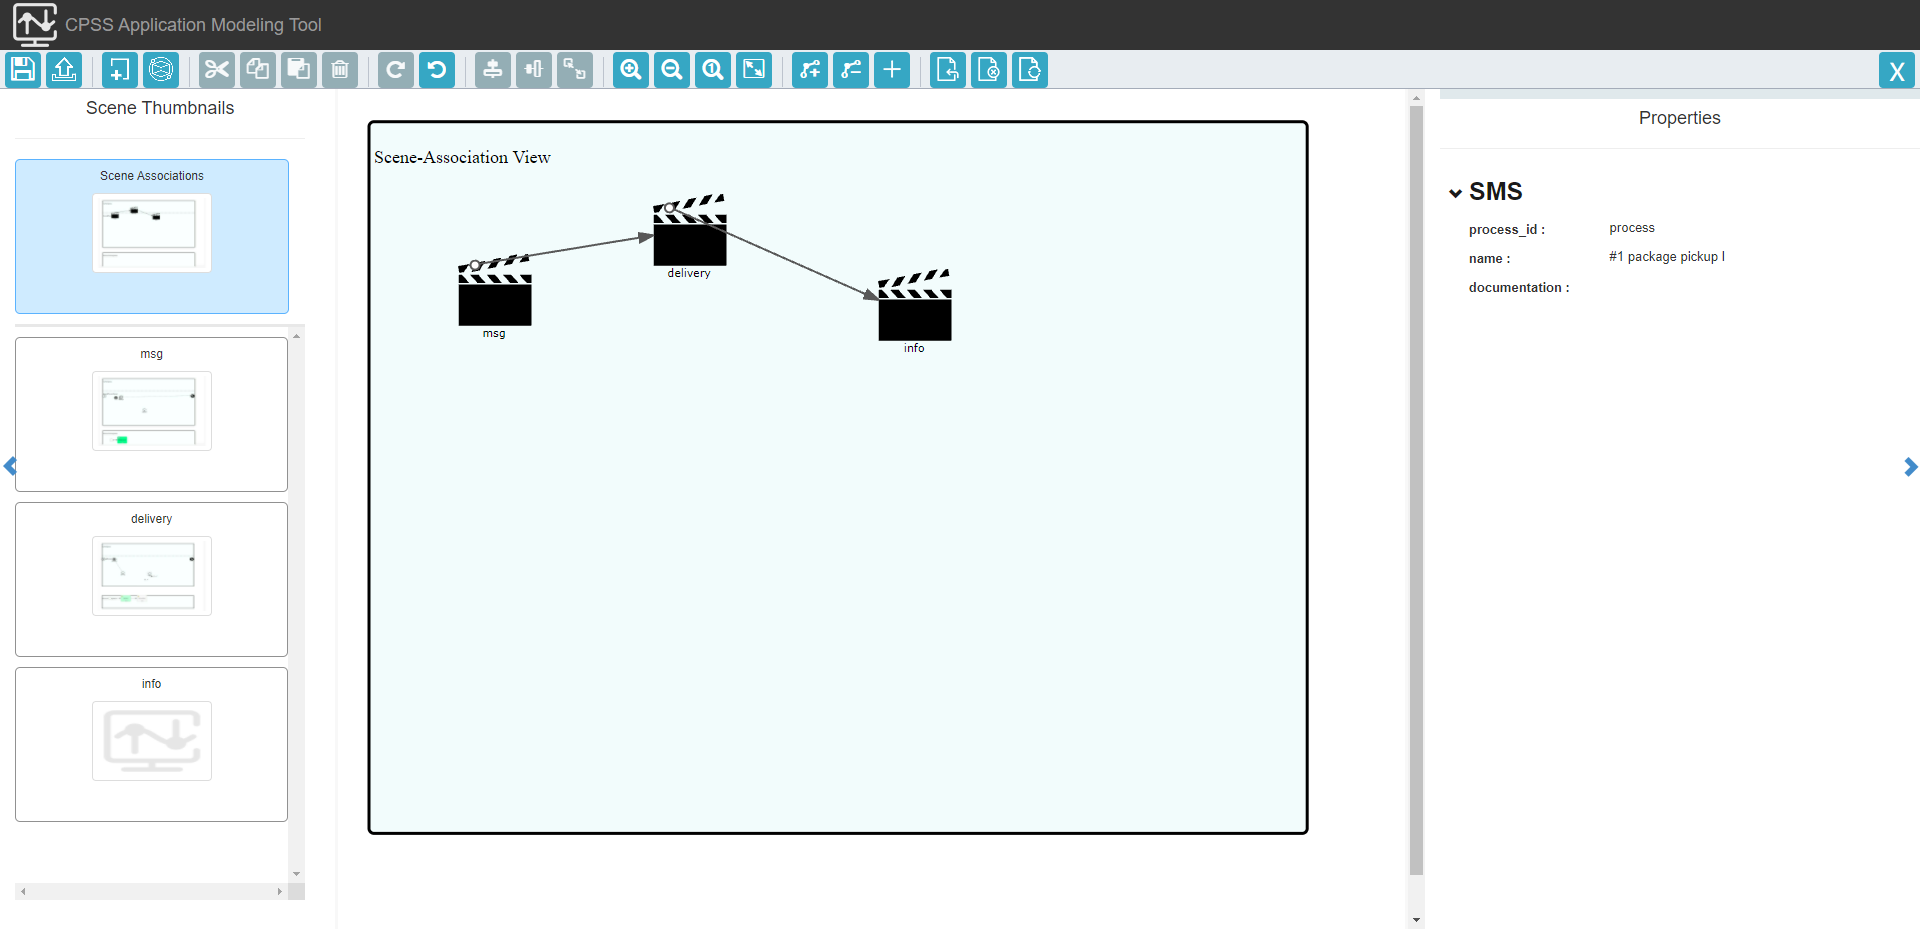 CPSS Application Modeling Tool
X
Scene Thumbnails
Scene Associations
msg
delivery
info
Scene-Association View
delivery
msg
info
Properties
SMS
process_id : process
name : #1 package pickup I
documentation :